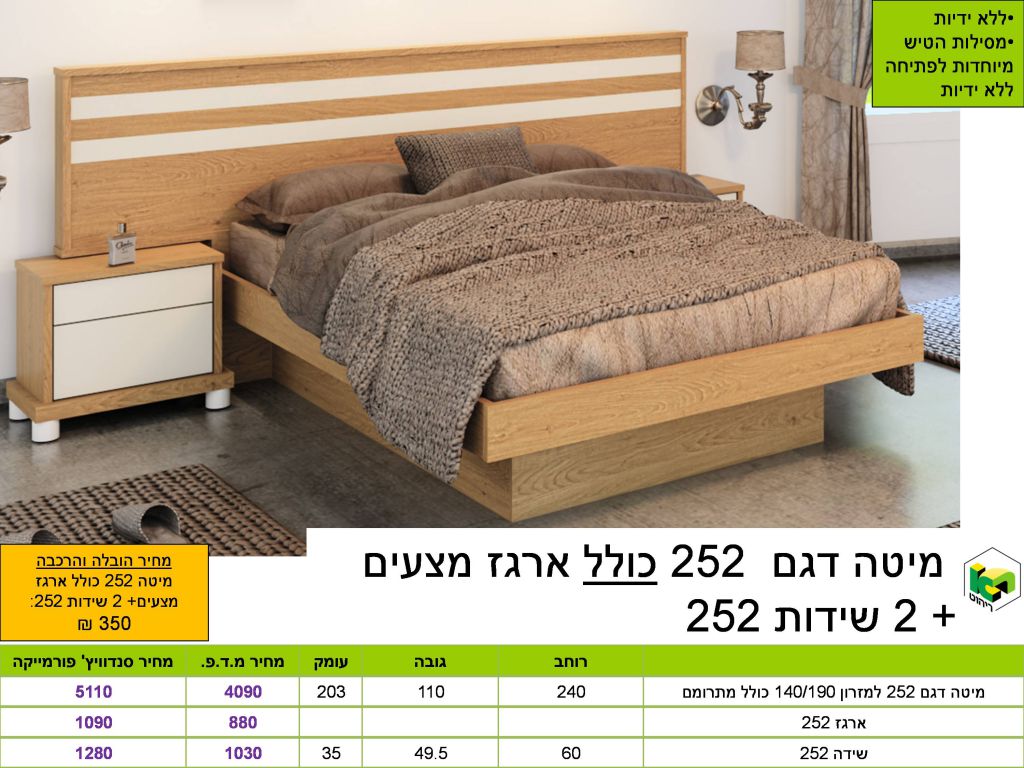 •ללא ידיות
•מסילות הטיש
מיוחדות לפתיחה
ללא ידיות
מיטה דגם 252 כולל ארגז מצעים
+ 2 שידות 252
ריהוט
מחיר הובלה והרכבה
מיטה 252 כולל ארגז
מצעים+ 2 שידות 252:
350 ₪
רוחב גובה עומק מחיר מ.ד.פ. מחיר סנדוויץ' פורמייקה
מיטה דגם 252 למזרון 140/190 כולל מתרומם 240 110 203 4090 5110
ארגז 252 880 1090
שידה 252 60 49.5 35 1030 1280